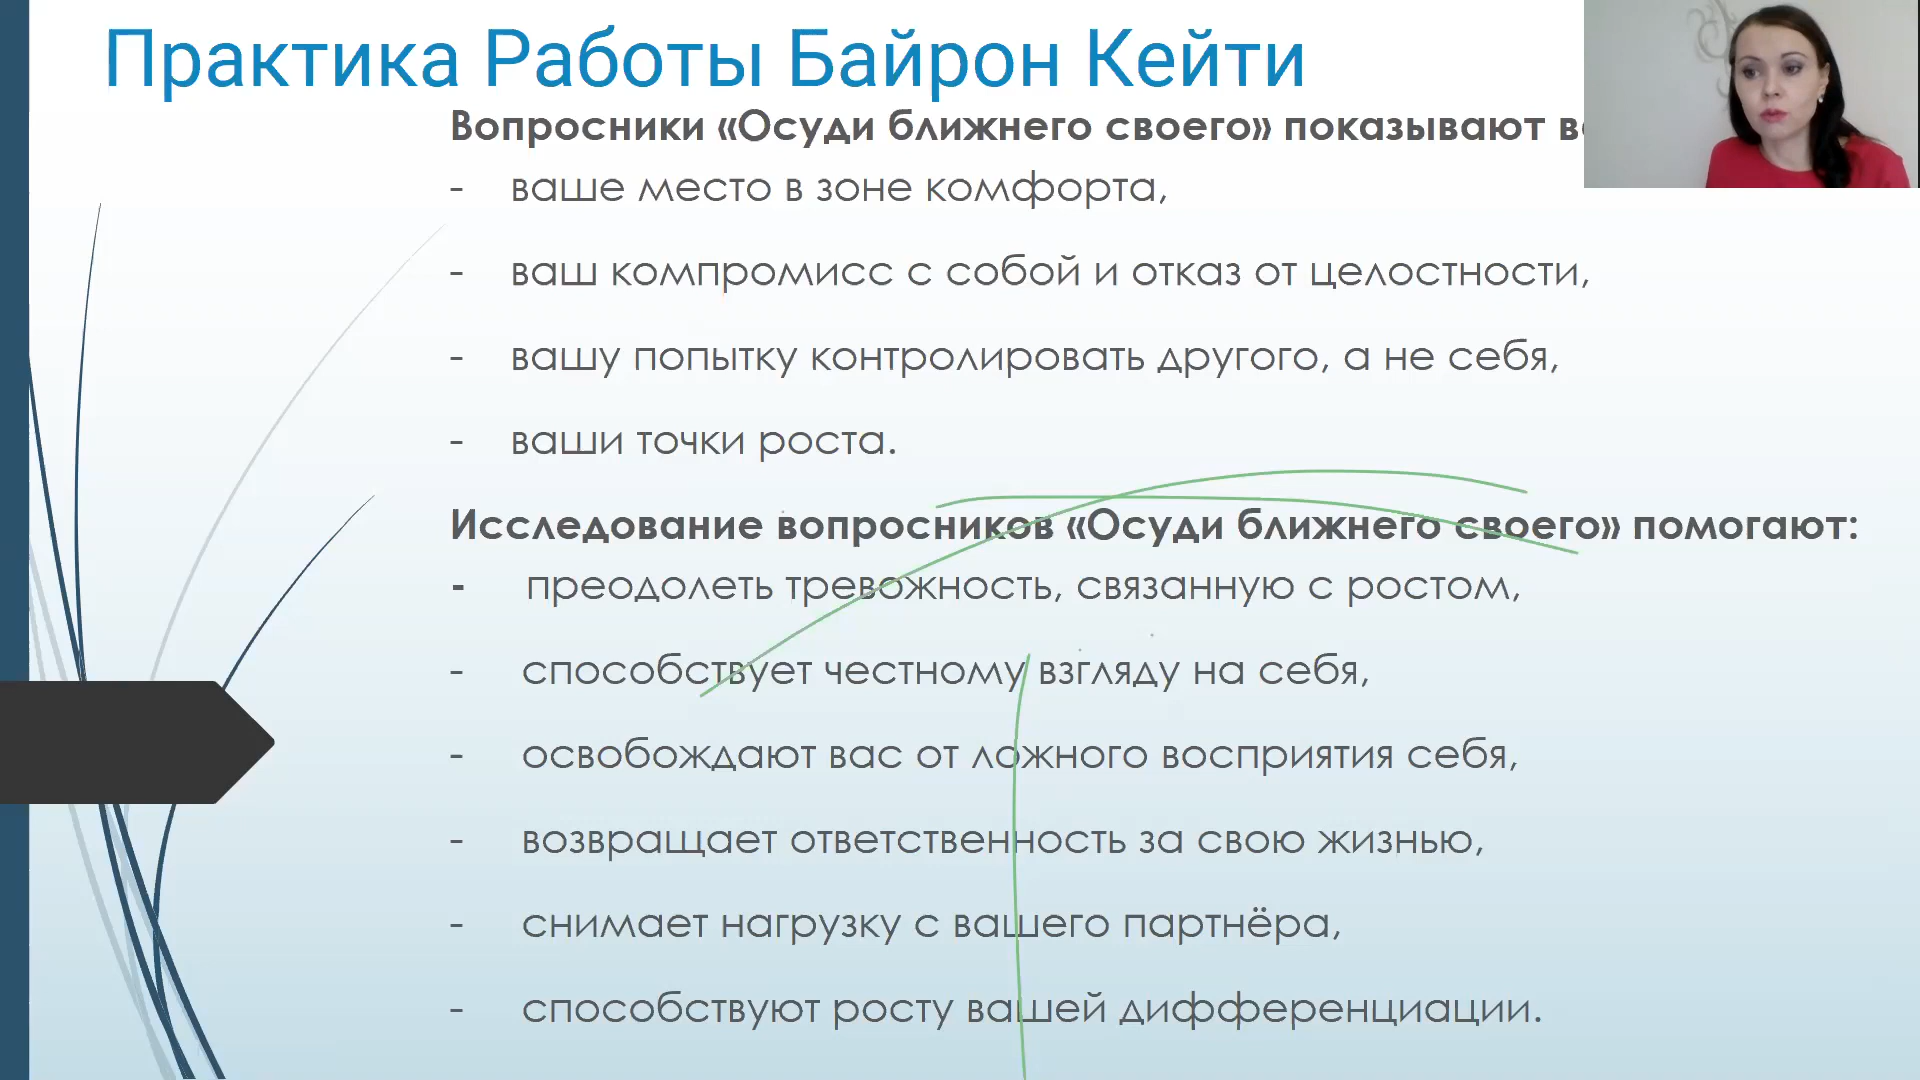 Практика Работы Байрон Кейти
Вопросники «Осуди ближнего своего» показывают
- ваше место в зоне комфорта,
- ваш компромисс с собой и отказ от целостности,
- вашу попытку контролировать другого, а не себя,
- ваши точки роста.
Исследование вопросников «Осуди ближнего своего» помогают:
- преодолеть тревожность, связанную с ростом,
- способствует честному взгляду на себя,
- освобождают вас от ложного восприятия себя,
- возвращает ответственность за свою жизнью,
- снимает нагрузку с вашего партнёра,
- способствуют росту вашей дифференциации.